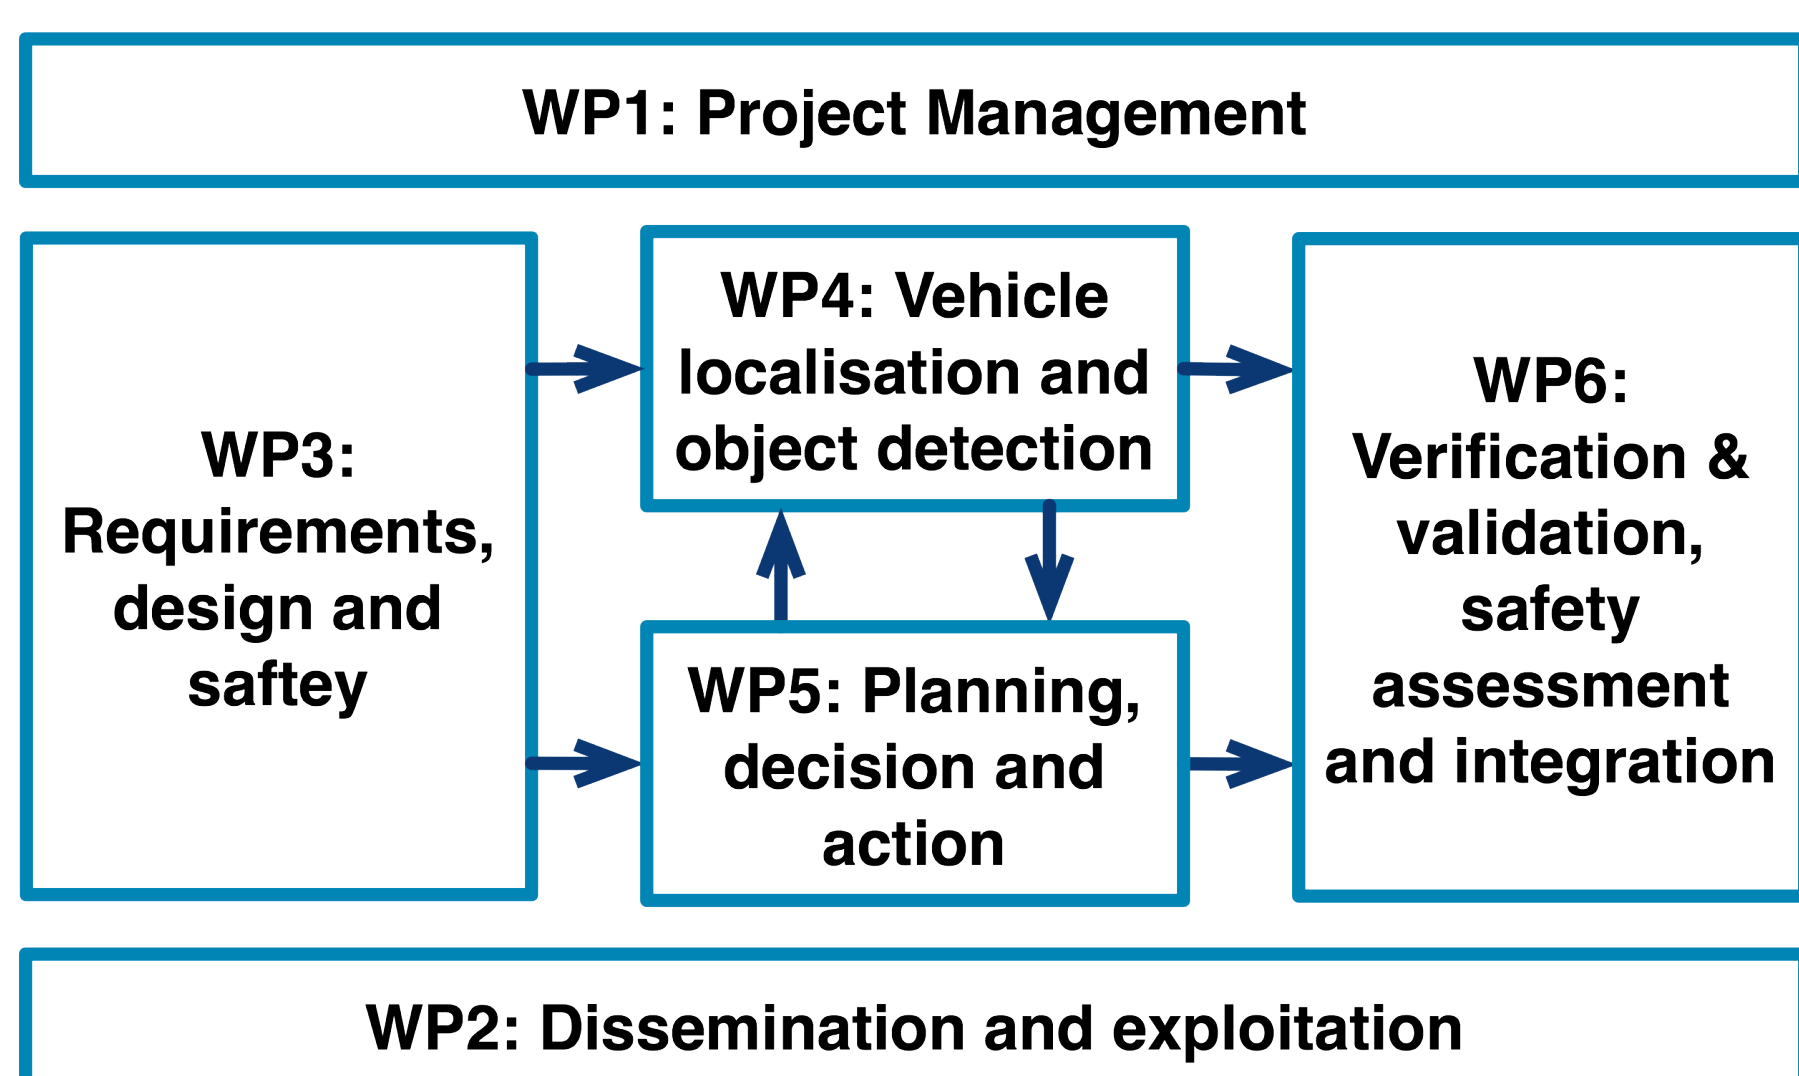 WP1: Project Management
WP3:
Requirements,
design and
saftey
WP4: Vehicle
localisation and
object detection
WP5: Planning,
decision and
action
WP6:
Verification &
validation,
safety
assessment
and integration
WP2: Dissemination and exploitation